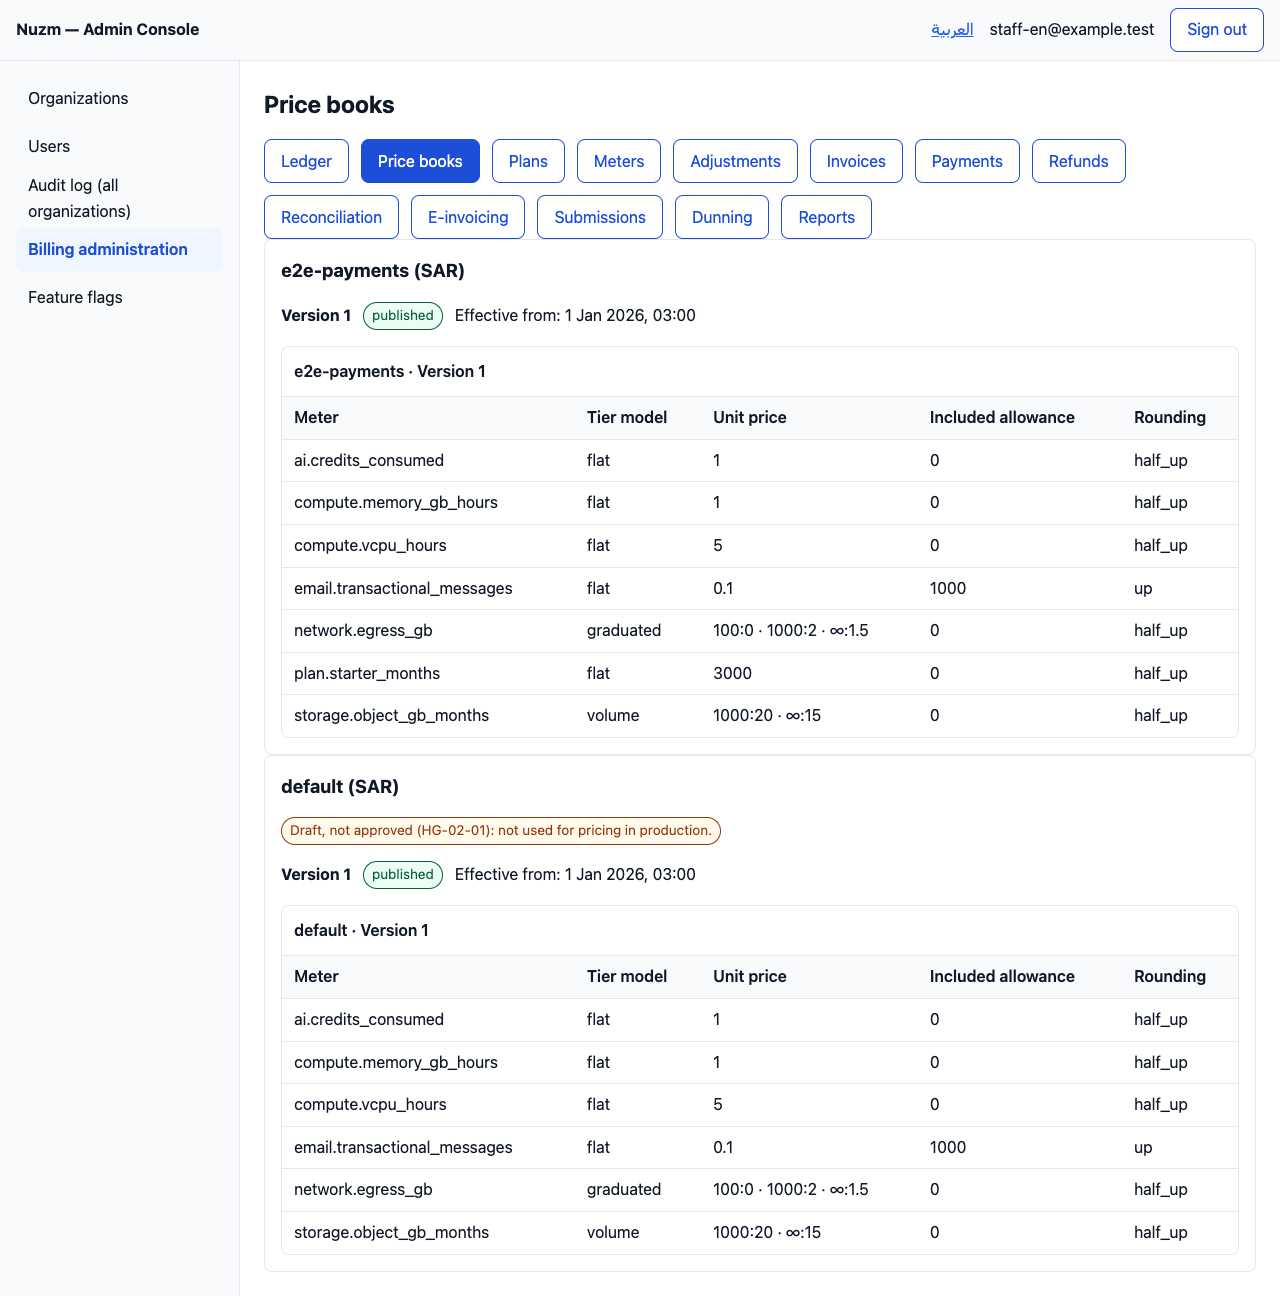 Nuzm — Admin Console
العربية staff-en@example.test Sign out
Organizations
Users
Audit log (all
organizations)
Billing administration
Feature flags
Price books
Ledger Price books Plans Meters Adjustments Invoices Payments Refunds
Reconciliation E-invoicing Submissions Dunning Reports
e2e-payments (SAR)
Version 1 published Effective from: 1 Jan 2026, 03:00
e2e-payments · Version 1
Meter Tier model Unit price Included allowance Rounding
ai.credits_consumed flat 1 0 half_up
compute.memory_gb_hours flat 1 0 half_up
compute.vcpu_hours flat 5 0 half_up
email.transactional_messages flat 0.1 1000 up
network.egress_gb graduated 100:0 · 1000:2 · ∞:1.5 0 half_up
plan.starter_months flat 3000 0 half_up
storage.object_gb_months volume 1000:20 · ∞:15 0 half_up
default (SAR)
Draft, not approved (HG-02-01): not used for pricing in production.
Version 1 published Effective from: 1 Jan 2026, 03:00
default · Version 1
Meter Tier model Unit price Included allowance Rounding
ai.credits_consumed flat 1 0 half_up
compute.memory_gb_hours flat 1 0 half_up
compute.vcpu_hours flat 5 0 half_up
email.transactional_messages flat 0.1 1000 up
network.egress_gb graduated 100:0 · 1000:2 · ∞:1.5 0 half_up
storage.object_gb_months volume 1000:20 · ∞:15 0 half_up